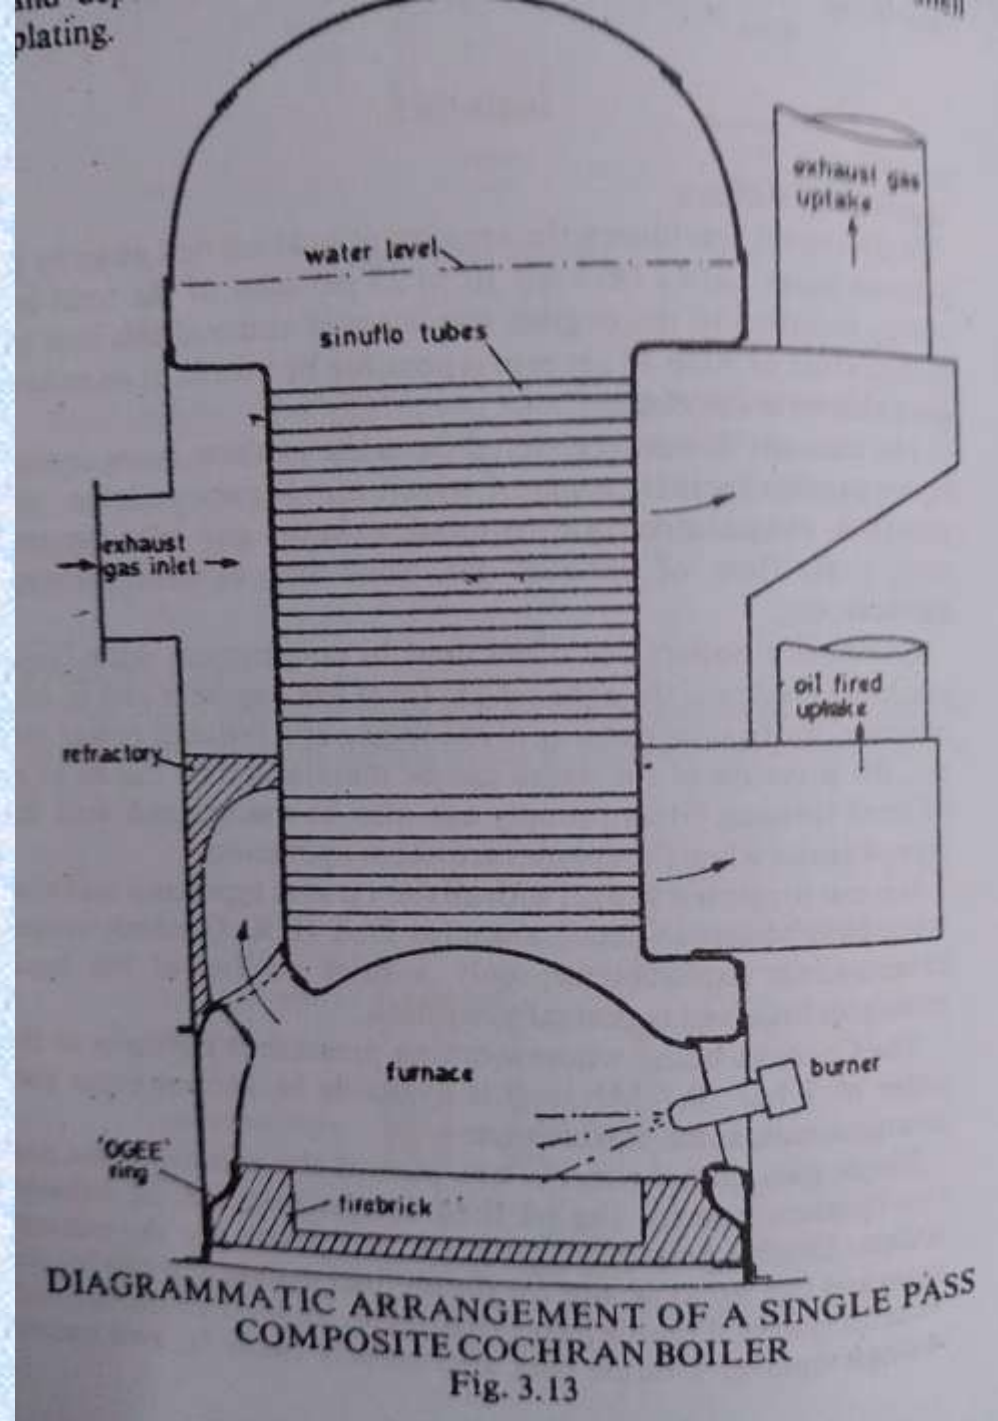 plating.
exhaust gas
uptake
water level
sinuflo tubes
exhaust
gas inlet
oil fired
uptake
refractory
furnace
burner
'OGEE'
ring
firebrick
DIAGRAMMATIC ARRANGEMENT OF A SINGLE PASS
COMPOSITE COCHRAN BOILER
Fig. 3.13